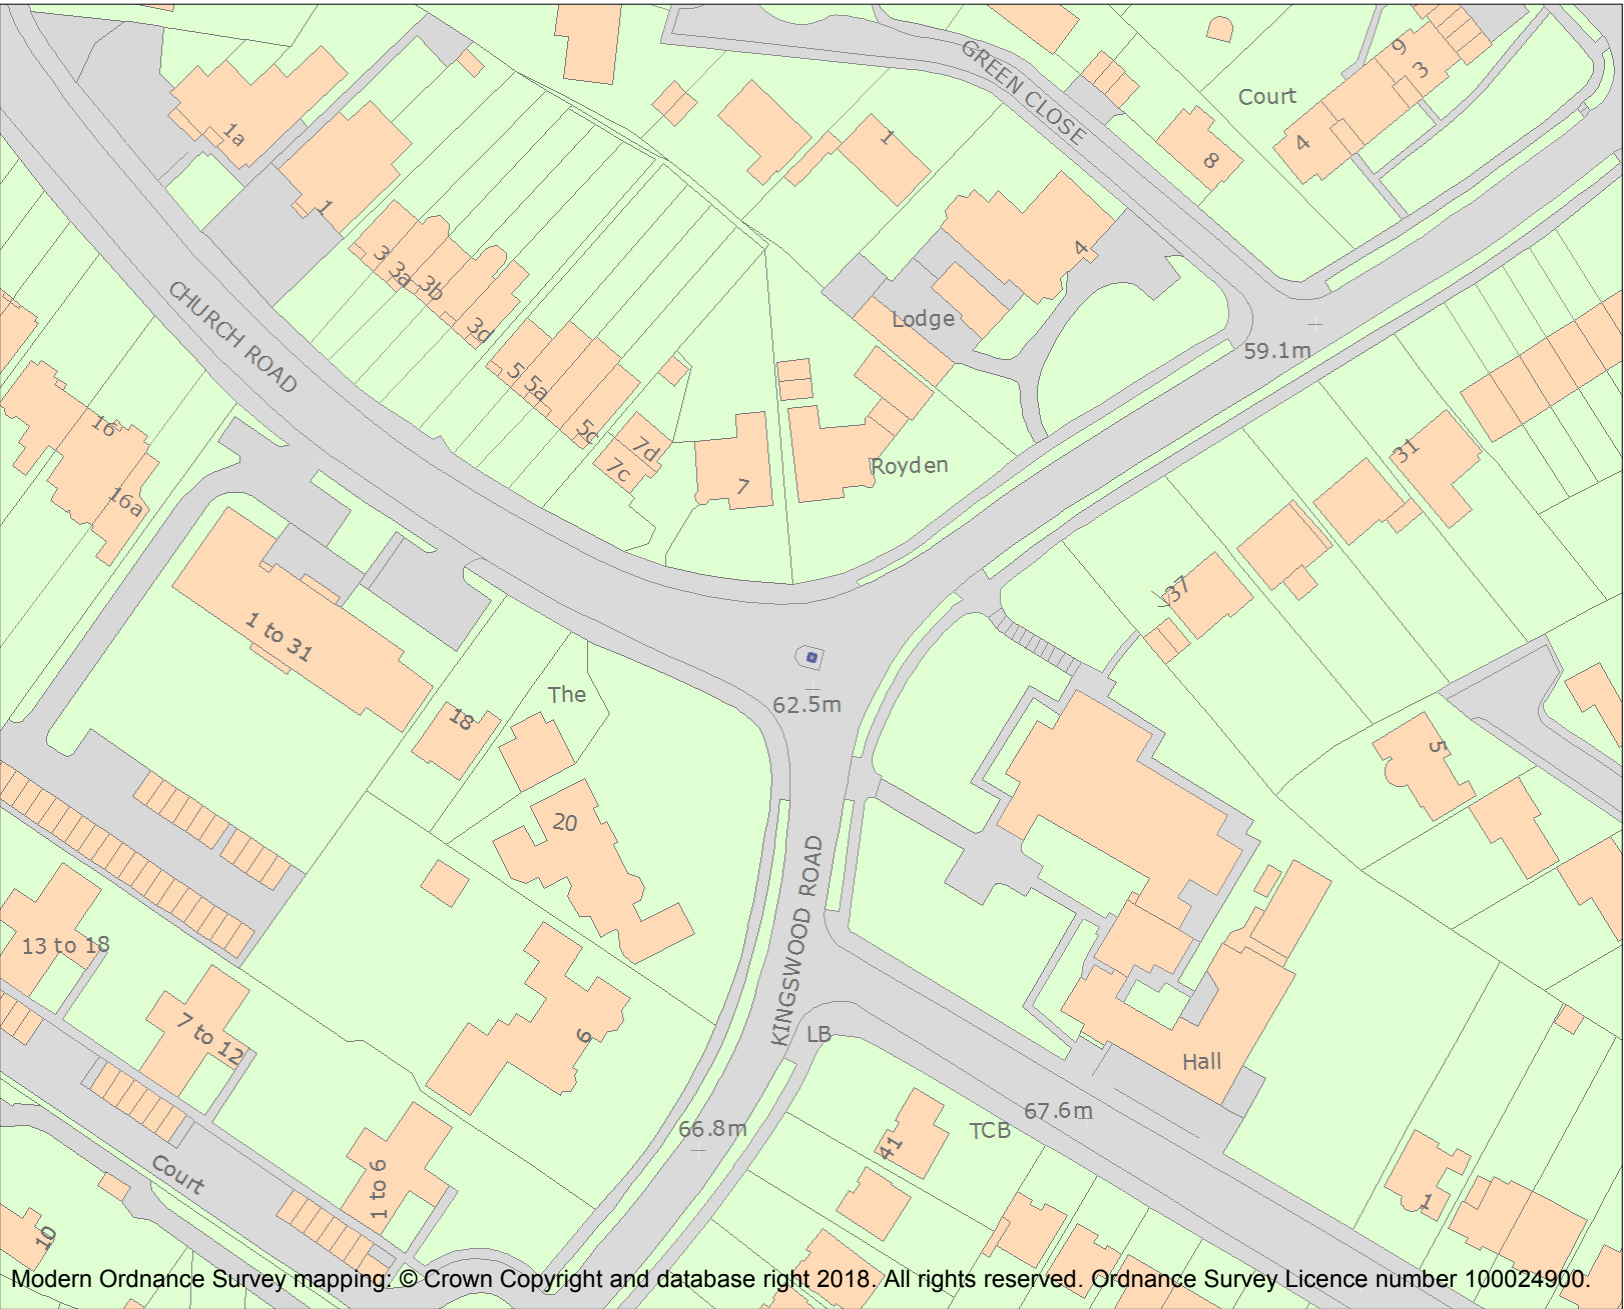 GREEN CLOSE
9
3
Court
4
8
1
1a
1
3 3a 3b
3d
4
Lodge
59.1m
CHURCH ROAD
5 5a
5c
7d
7c
7
Royden
31
16
16a
37
1 to 31
The
18
62.5m
5
20
KINGSWOOD ROAD
13 to 18
7 to 12
6
LB
Hall
67.6m
TCB
66.8m
41
Court
1 to 6
1
10
Modern Ordnance Survey mapping: © Crown Copyright and database right 2018. All rights reserved. Ordnance Survey Licence number 100024900.